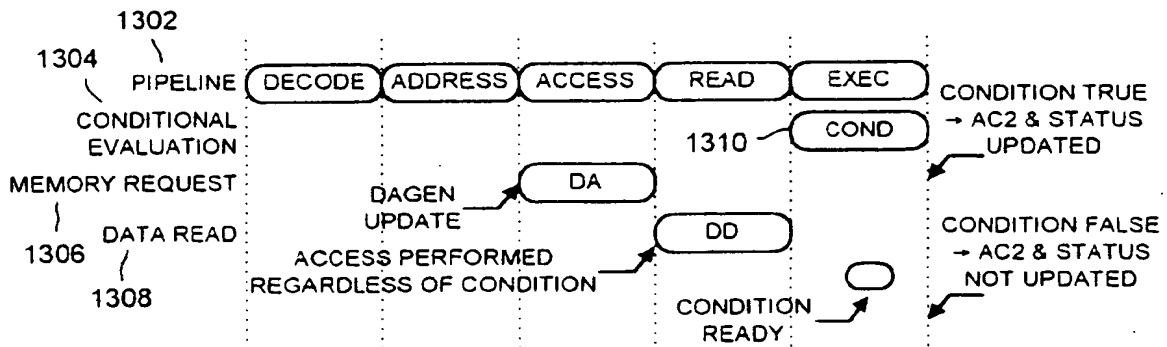 1302
1304
PIPELINE
DECODE
ADDRESS
ACCESS
READ
EXEC
CONDITION TRUE
→ AC2 & STATUS
UPDATED
CONDITIONAL
EVALUATION
1310
COND
MEMORY REQUEST
DAGEN
UPDATE
DA
1306
DATA READ
1308
DD
ACCESS PERFORMED
REGARDLESS OF CONDITION
CONDITION FALSE
→ AC2 & STATUS
NOT UPDATED
CONDITION
READY